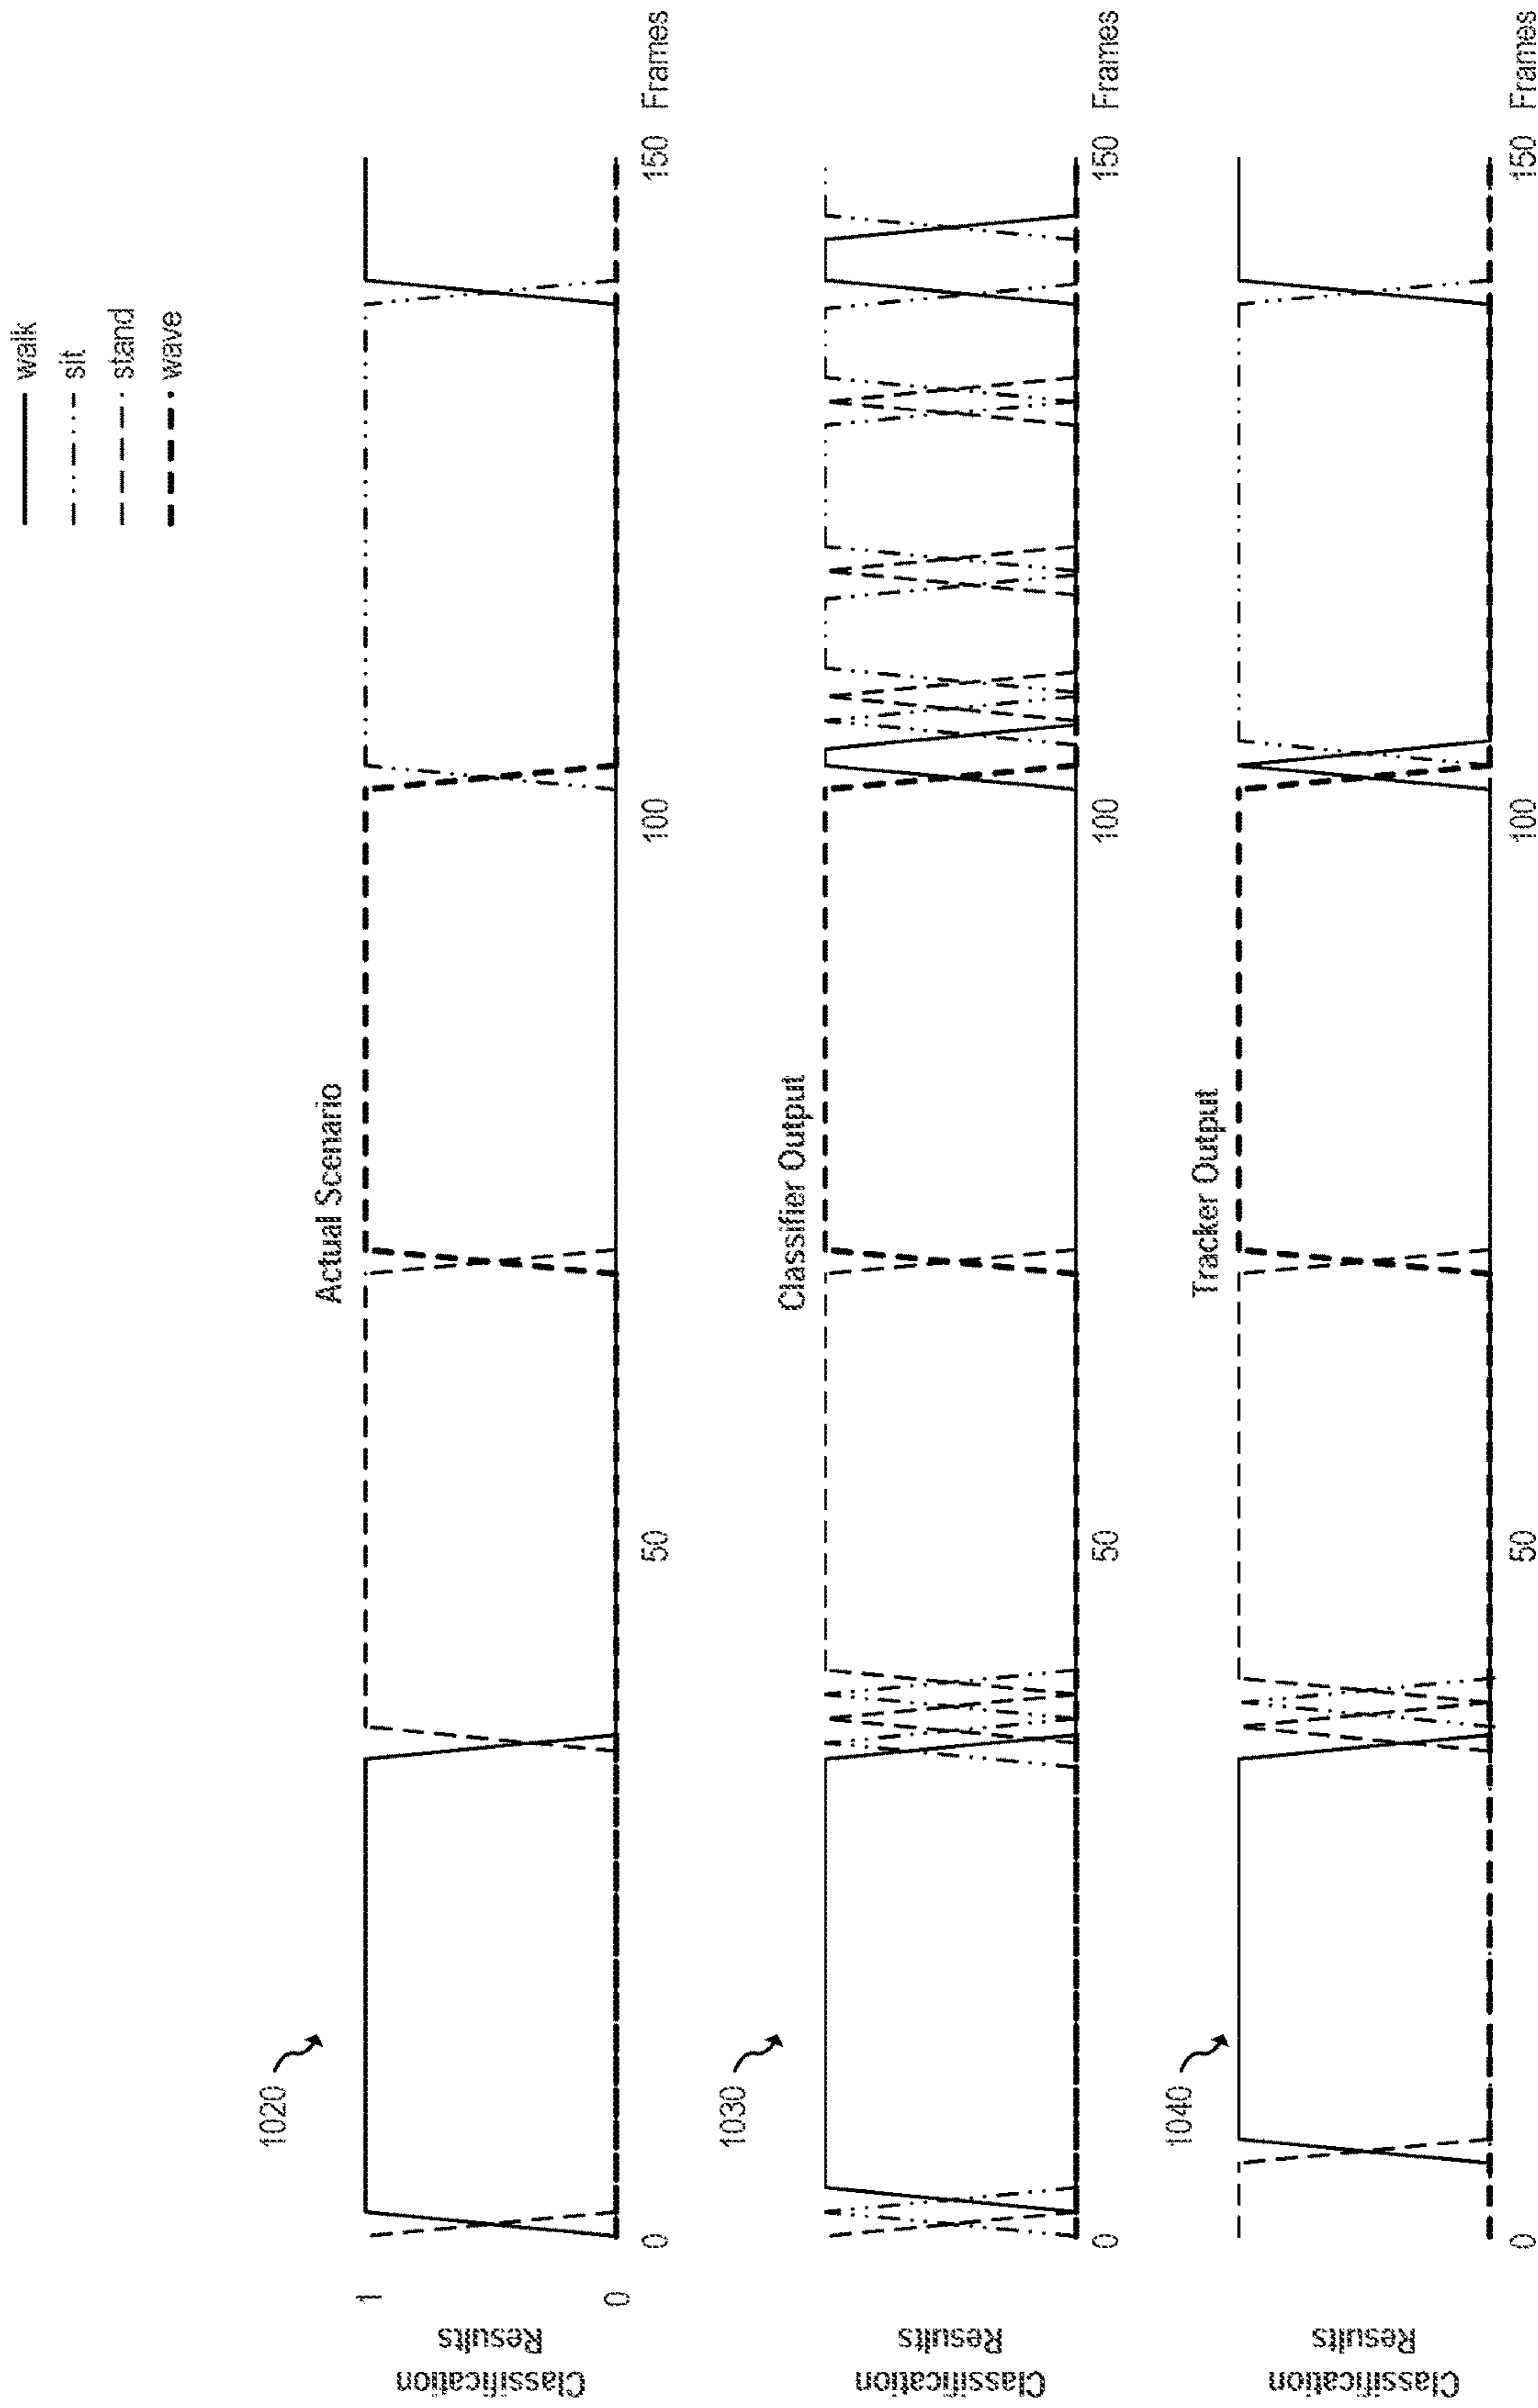 walk
sit
stand
wave
1020
Actual Scenario
Classification
Results
1
0
0
50
100
150
Frames
1030
Classifier Output
Classification
Results
0
50
100
150
Frames
1040
Tracker Output
Classification
Results
0
50
100
150
Frames